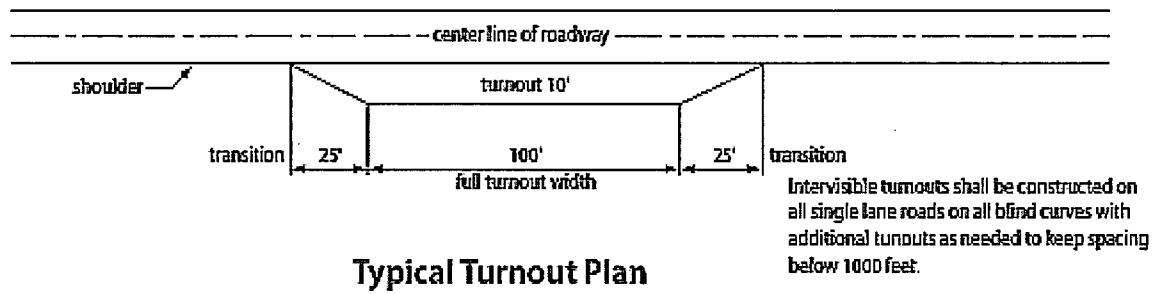 center line of roadway
shoulder
turnout 10'
transition
25'
100'
25'
transition
full turnout width
Intervisible turnouts shall be constructed on
all single lane roads on all blind curves with
additional tunouts as needed to keep spacing
below 1000 feet.
Typical Turnout Plan